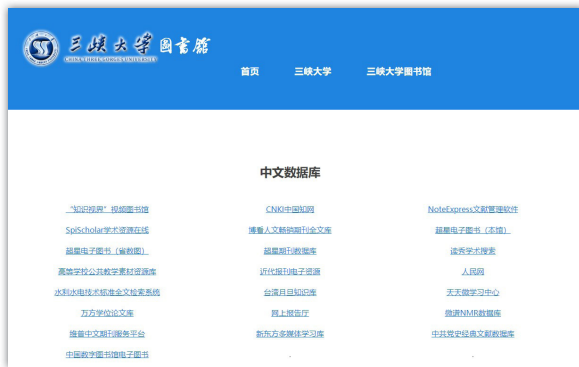 三峡大学图书馆
CHINA THREE GORGES UNIVERSITY
首页 三峡大学 三峡大学图书馆
中文数据库
“知识视界”视频图书馆 CNKI中国知网 NoteExpress文献管理软件
SpiScholar学术资源在线 博看人文畅销期刊全文库 超星电子图书（本馆）
超星电子图书（省数图） 超星期刊数据库 读秀学术搜索
高等学校公共教学素材资源库 近代报刊电子资源 人民网
水利水电技术标准全文检索系统 台湾月旦知识库 天天微学习中心
万方学位论文库 网上报告厅 微谱NMR数据库
维普中文期刊服务平台 新东方多媒体学习库 中共党史经典文献数据库
中国数字图书馆电子图书 . .